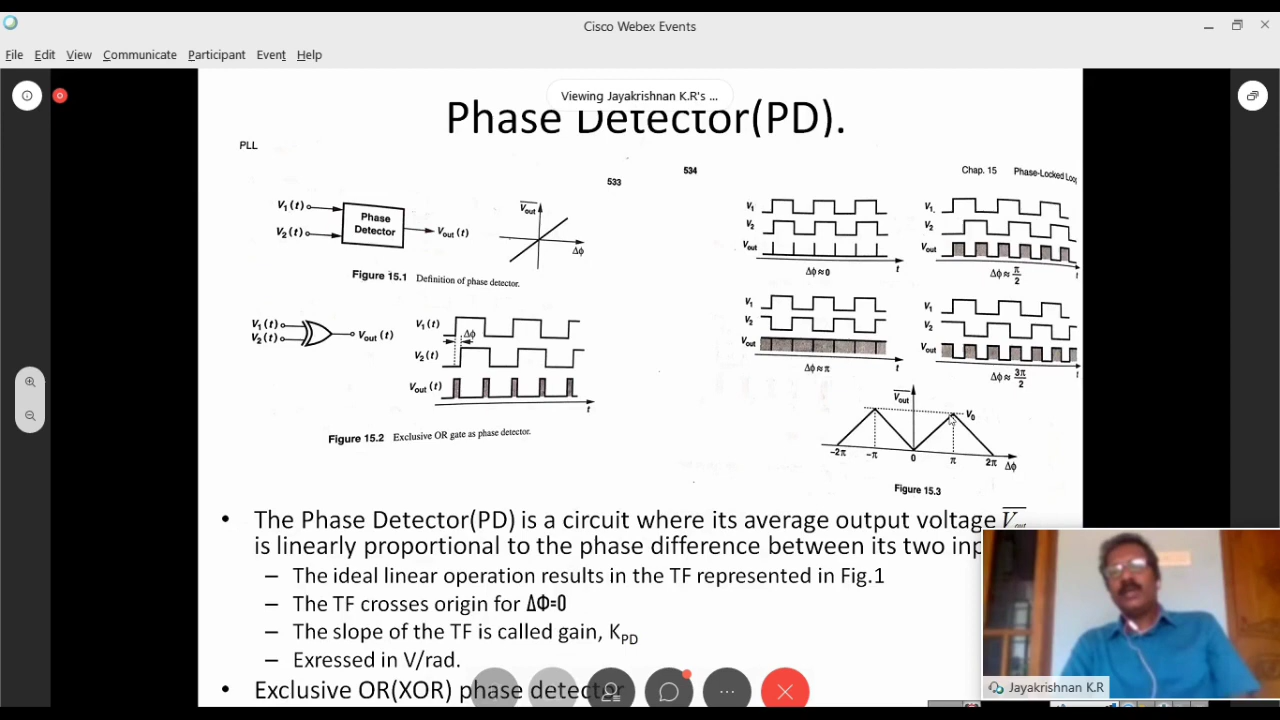 Cisco Webex Events
File Edit View Communicate Participant Event Help
Viewing Jayakrishnan K.R's ...
Phase Detector(PD).
PLL
533
534
Chap. 15 Phase-Locked Loo
V₁(t)
V₂(t)
Phase
Detector
Vout(t)
Vout
Δϕ
Figure 15.1 Definition of phase detector.
V₁(t)
V₂(t)
Vout(t)
V₁(t)
Δϕ
V₂(t)
Vout(t)
t
Figure 15.2 Exclusive OR gate as phase detector.
V₁
V₂
Vout
t
Δϕ ≈ 0
V₁
V₂
Vout
t
Δϕ ≈ π/2
V₁
V₂
Vout
t
Δϕ ≈ π
V₁
V₂
Vout
t
Δϕ ≈ 3π/2
Vout
V₀
−2π −π 0 π 2π Δϕ
Figure 15.3
• The Phase Detector(PD) is a circuit where its average output voltage Vout
is linearly proportional to the phase difference between its two inp
– The ideal linear operation results in the TF represented in Fig.1
– The TF crosses origin for ΔΦ=0
– The slope of the TF is called gain, KPD
– Exressed in V/rad.
• Exclusive OR(XOR) phase detector
Jayakrishnan K.R